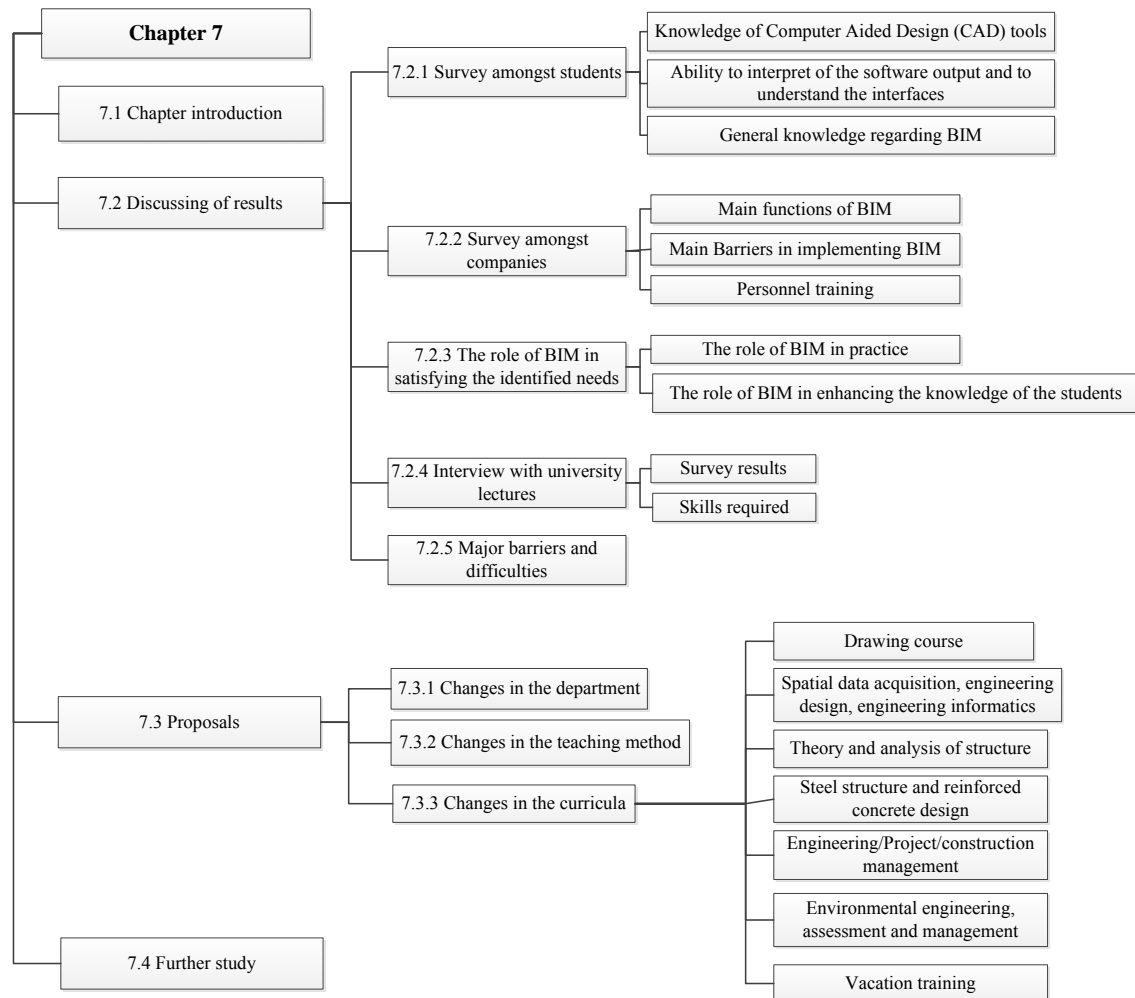 Chapter 7
7.1 Chapter introduction
7.2 Discussing of results
7.2.1 Survey amongst students
Knowledge of Computer Aided Design (CAD) tools
Ability to interpret of the software output and to
understand the interfaces
General knowledge regarding BIM
7.2.2 Survey amongst
companies
Main functions of BIM
Main Barriers in implementing BIM
Personnel training
7.2.3 The role of BIM in
satisfying the identified needs
The role of BIM in practice
The role of BIM in enhancing the knowledge of the students
7.2.4 Interview with university
lectures
Survey results
Skills required
7.2.5 Major barriers and
difficulties
7.3 Proposals
7.3.1 Changes in the department
7.3.2 Changes in the teaching method
7.3.3 Changes in the curricula
Drawing course
Spatial data acquisition, engineering
design, engineering informatics
Theory and analysis of structure
Steel structure and reinforced
concrete design
Engineering/Project/construction
management
Environmental engineering,
assessment and management
Vacation training
7.4 Further study